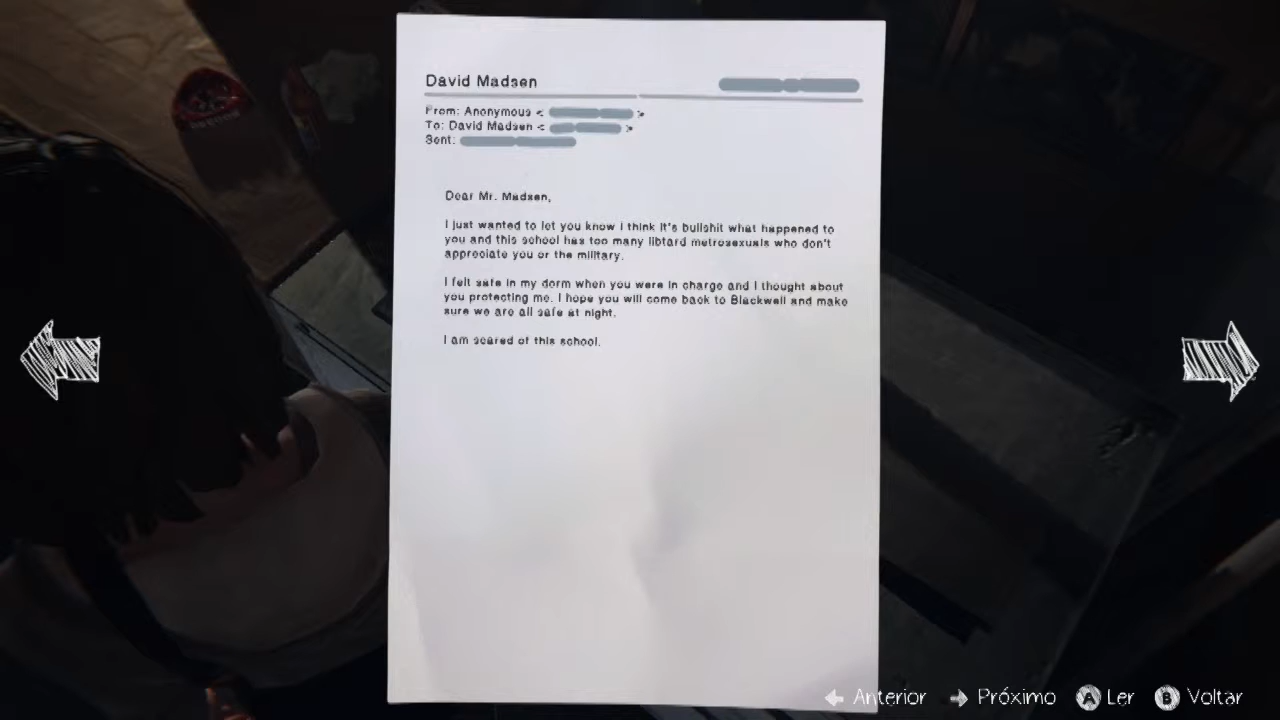 David Madsen
From: Anonymous < >
To: David Madsen < >
Sent:
Dear Mr. Madsen,
I just wanted to let you know I think it's bullshit what happened to
you and this school has too many libtard metrosexuals who don't
appreciate you or the military.
I felt safe in my dorm when you were in charge and I thought about
you protecting me. I hope you will come back to Blackwell and make
sure we are all safe at night.
I am scared of this school.
Anterior Próximo A Ler B Voltar